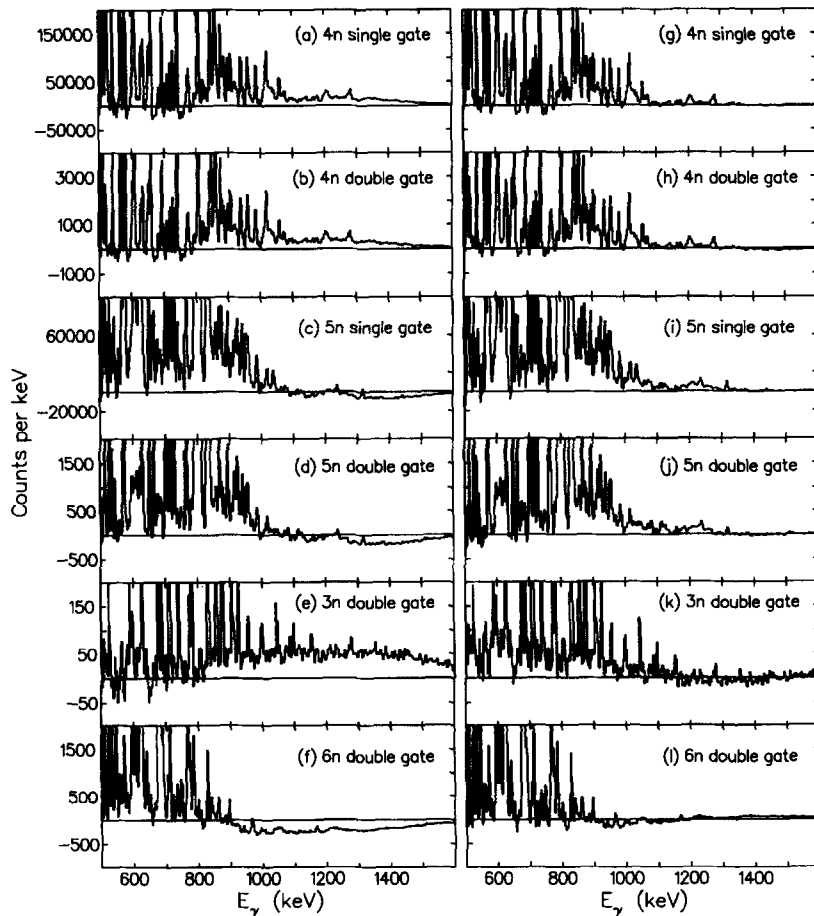 150000
50000
−50000
(a) 4n single gate
(g) 4n single gate
3000
1000
−1000
(b) 4n double gate
(h) 4n double gate
60000
−20000
(c) 5n single gate
(i) 5n single gate
1500
500
−500
(d) 5n double gate
(j) 5n double gate
150
50
−50
(e) 3n double gate
(k) 3n double gate
1500
500
−500
(f) 6n double gate
(l) 6n double gate
Counts per keV
600 800 1000 1200 1400
600 800 1000 1200 1400
Eγ (keV)
Eγ (keV)